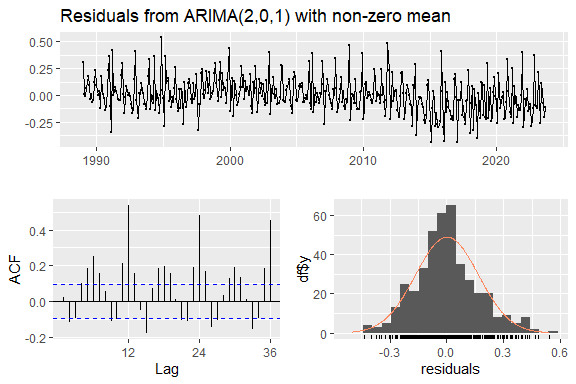 Residuals from ARIMA(2,0,1) with non-zero mean
0.50
0.25
0.00
-0.25
1990 2000 2010 2020
ACF
0.4
0.2
0.0
-0.2
12 24 36
Lag
df$y
60
40
20
0
-0.3 0.0 0.3 0.6
residuals